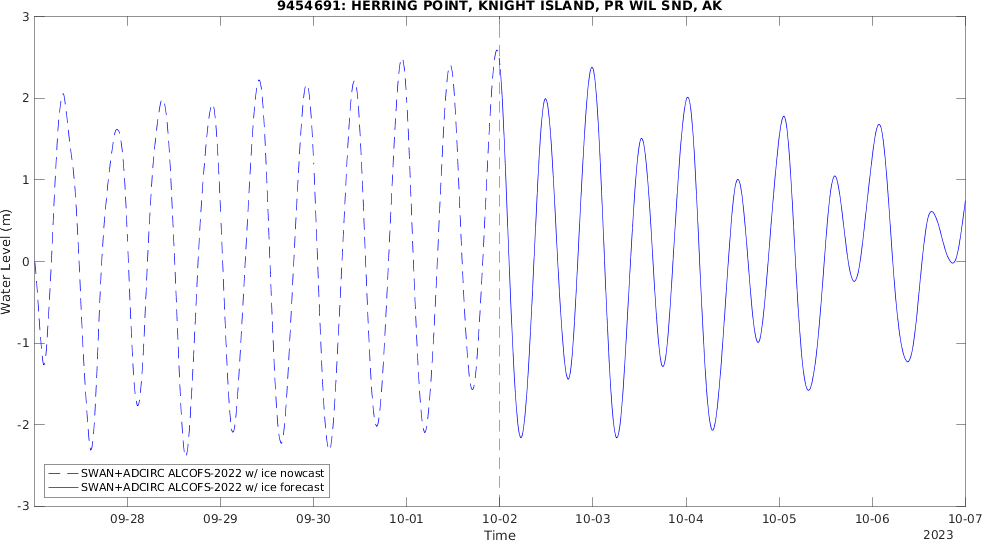 9454691: HERRING POINT, KNIGHT ISLAND, PR WIL SND, AK
3
2
1
0
-1
-2
-3
Water Level (m)
SWAN+ADCIRC ALCOFS-2022 w/ ice nowcast
SWAN+ADCIRC ALCOFS-2022 w/ ice forecast
09-28 09-29 09-30 10-01 10-02 10-03 10-04 10-05 10-06 10-07
Time
2023